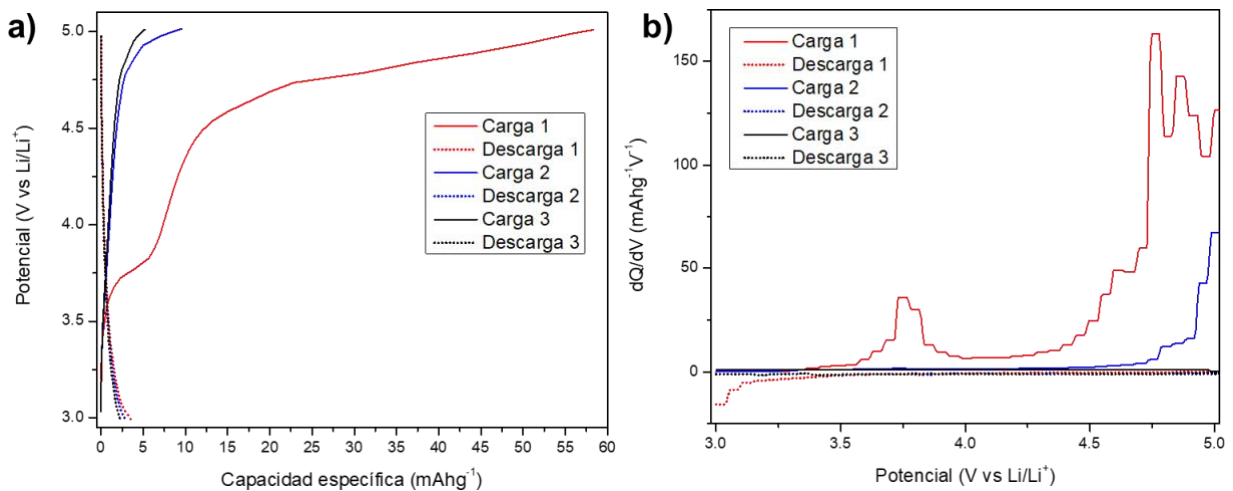 a)
Potencial (V vs Li/Li⁺)
5.0
4.5
4.0
3.5
3.0
Carga 1
Descarga 1
Carga 2
Descarga 2
Carga 3
Descarga 3
0 5 10 15 20 25 30 35 40 45 50 55 60
Capacidad específica (mAhg⁻¹)
b)
dQ/dV (mAhg⁻¹V⁻¹)
150
100
50
0
Carga 1
Descarga 1
Carga 2
Descarga 2
Carga 3
Descarga 3
3.0 3.5 4.0 4.5 5.0
Potencial (V vs Li/Li⁺)